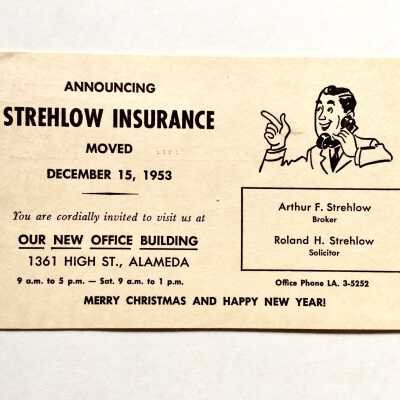 ANNOUNCING
STREHLOW INSURANCE
MOVED
DECEMBER 15, 1953
You are cordially invited to visit us at
OUR NEW OFFICE BUILDING
1361 HIGH ST., ALAMEDA
9 a.m. to 5 p.m. — Sat. 9 a.m. to 1 p.m.
Arthur F. Strehlow
Broker
Roland H. Strehlow
Solicitor
Office Phone LA. 3-5252
MERRY CHRISTMAS AND HAPPY NEW YEAR!